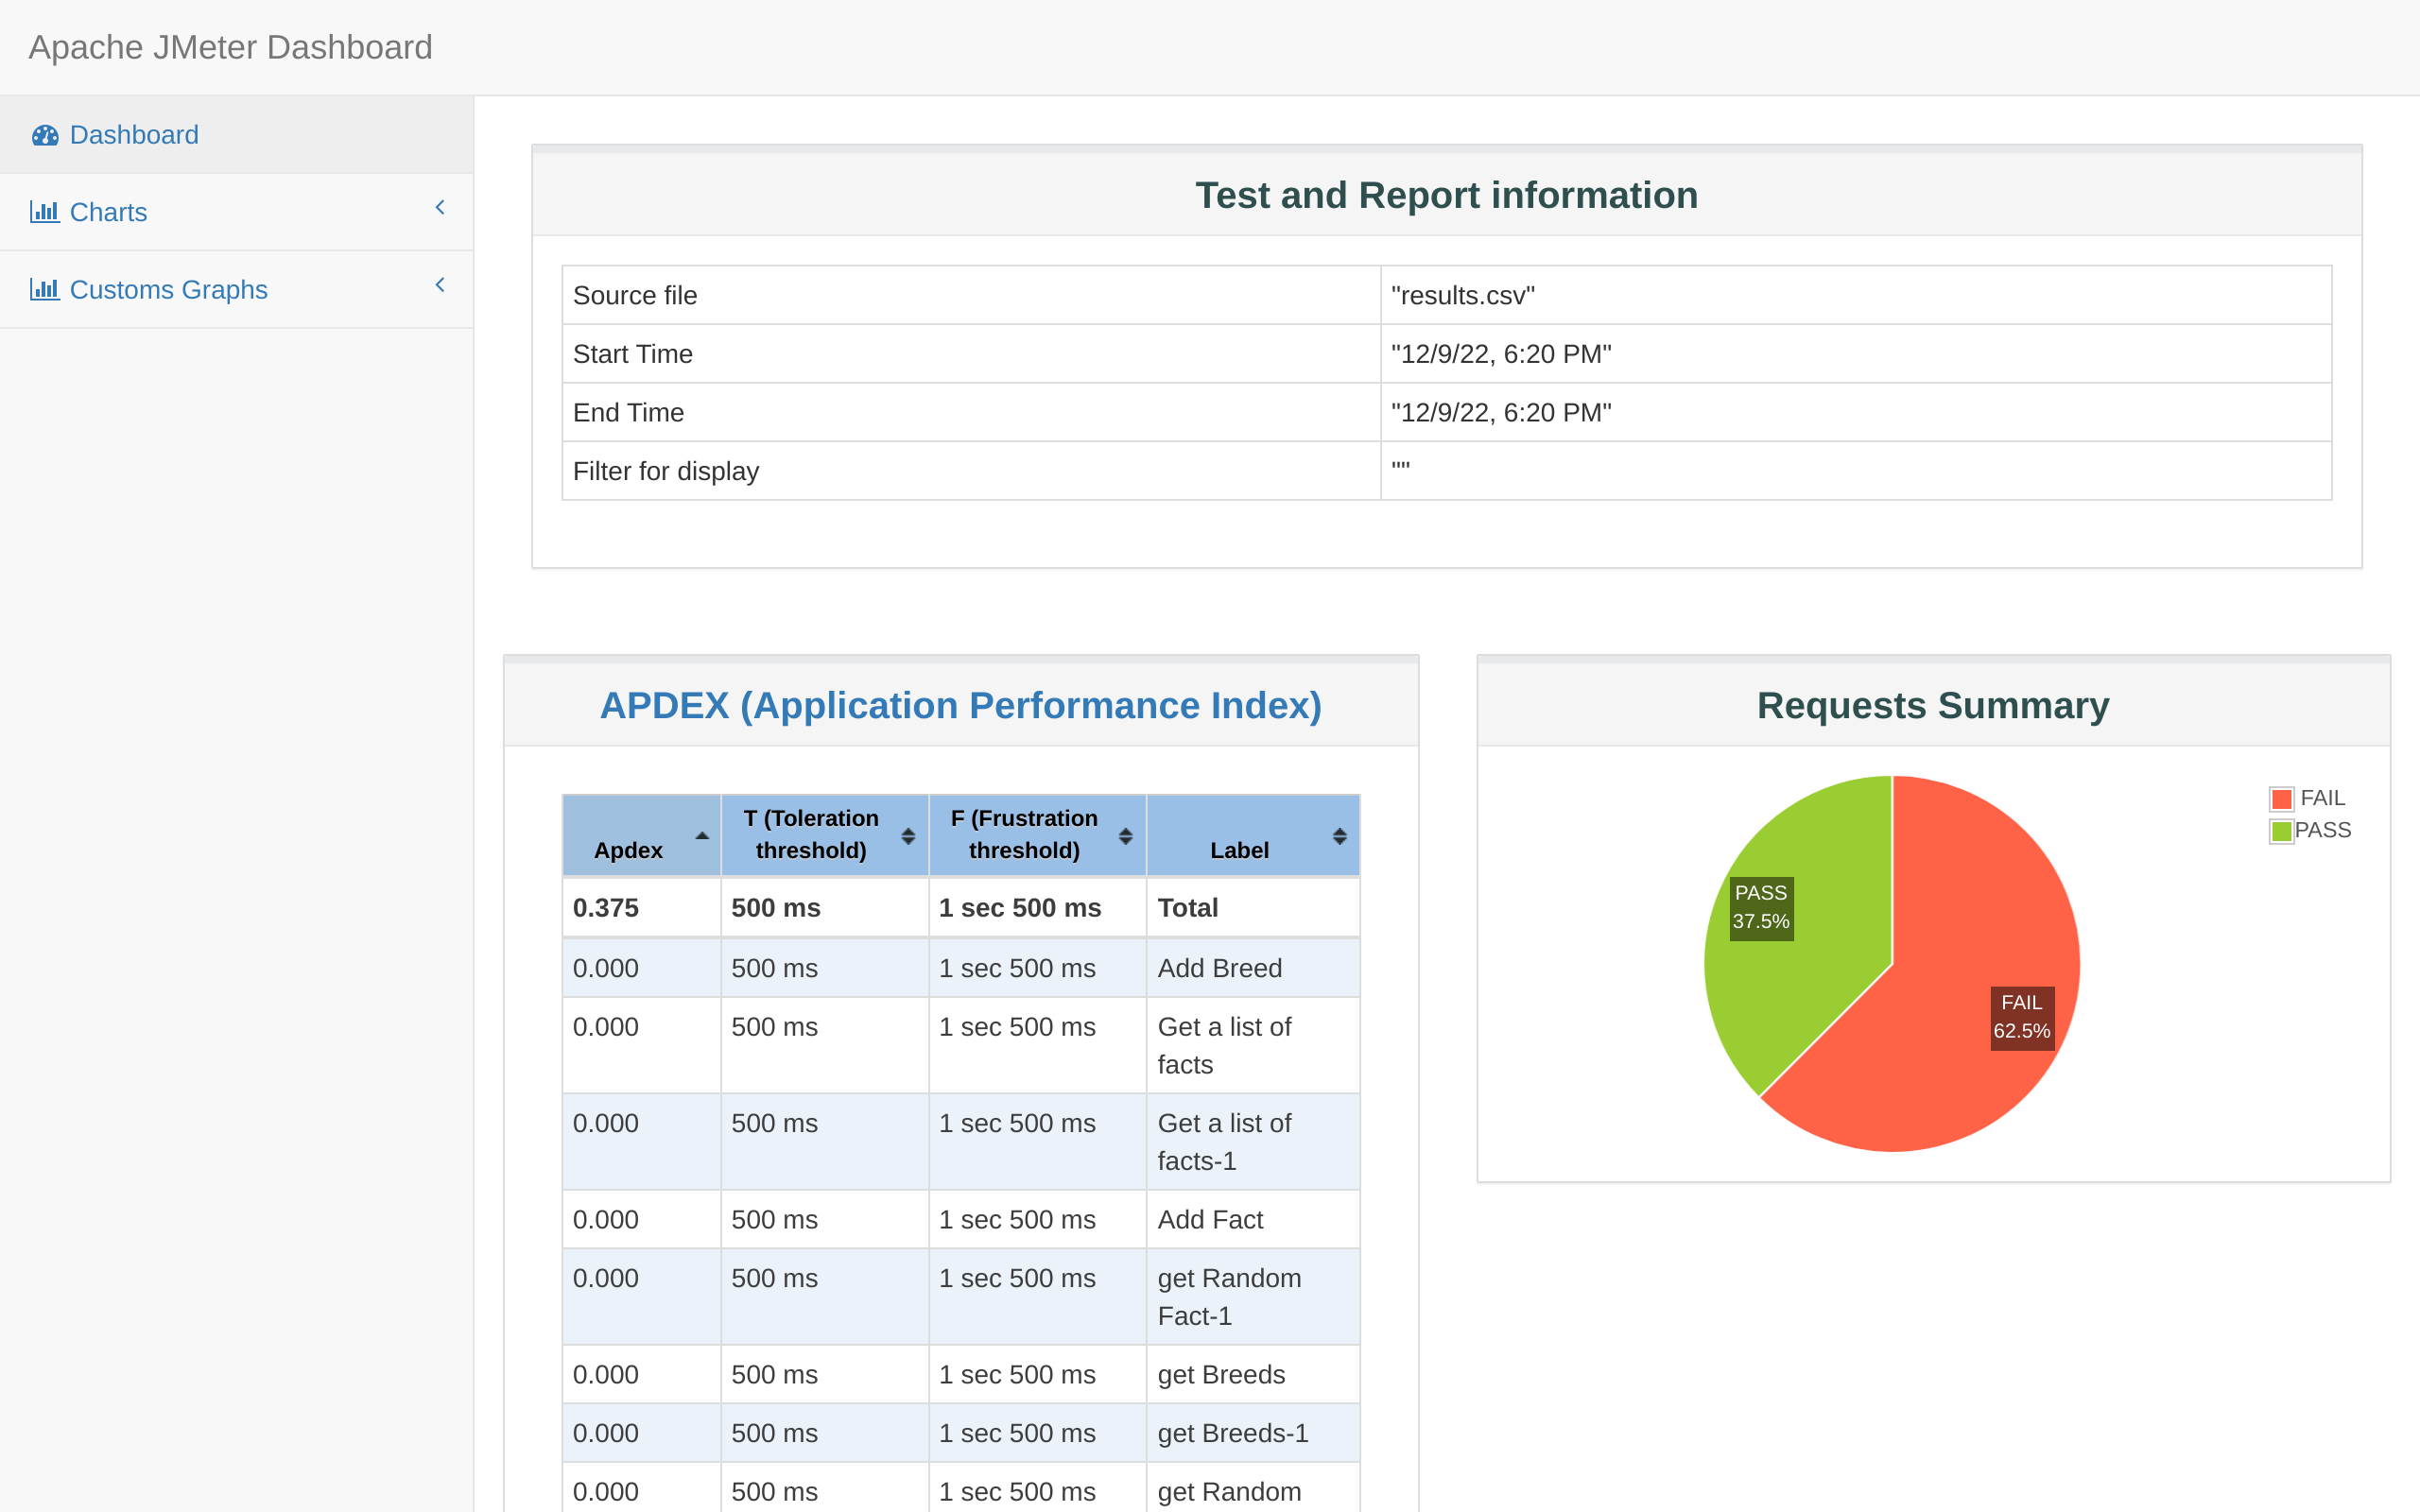 Apache JMeter Dashboard
Dashboard
Charts
Customs Graphs
Test and Report information
Source file "results.csv"
Start Time "12/9/22, 6:20 PM"
End Time "12/9/22, 6:20 PM"
Filter for display ""
APDEX (Application Performance Index)
Apdex T (Toleration threshold) F (Frustration threshold) Label
0.375 500 ms 1 sec 500 ms Total
0.000 500 ms 1 sec 500 ms Add Breed
0.000 500 ms 1 sec 500 ms Get a list of
facts
0.000 500 ms 1 sec 500 ms Get a list of
facts-1
0.000 500 ms 1 sec 500 ms Add Fact
0.000 500 ms 1 sec 500 ms get Random
Fact-1
0.000 500 ms 1 sec 500 ms get Breeds
0.000 500 ms 1 sec 500 ms get Breeds-1
0.000 500 ms 1 sec 500 ms get Random
Requests Summary
FAIL
PASS
PASS
37.5%
FAIL
62.5%